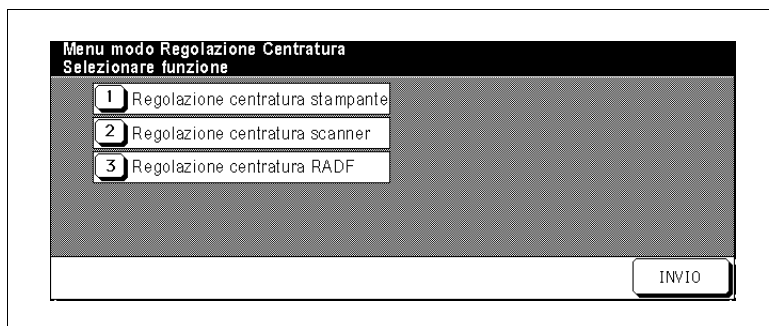 Menu modo Regolazione Centratura
Selezionare funzione
1 Regolazione centratura stampante
2 Regolazione centratura scanner
3 Regolazione centratura RADF
INVIO